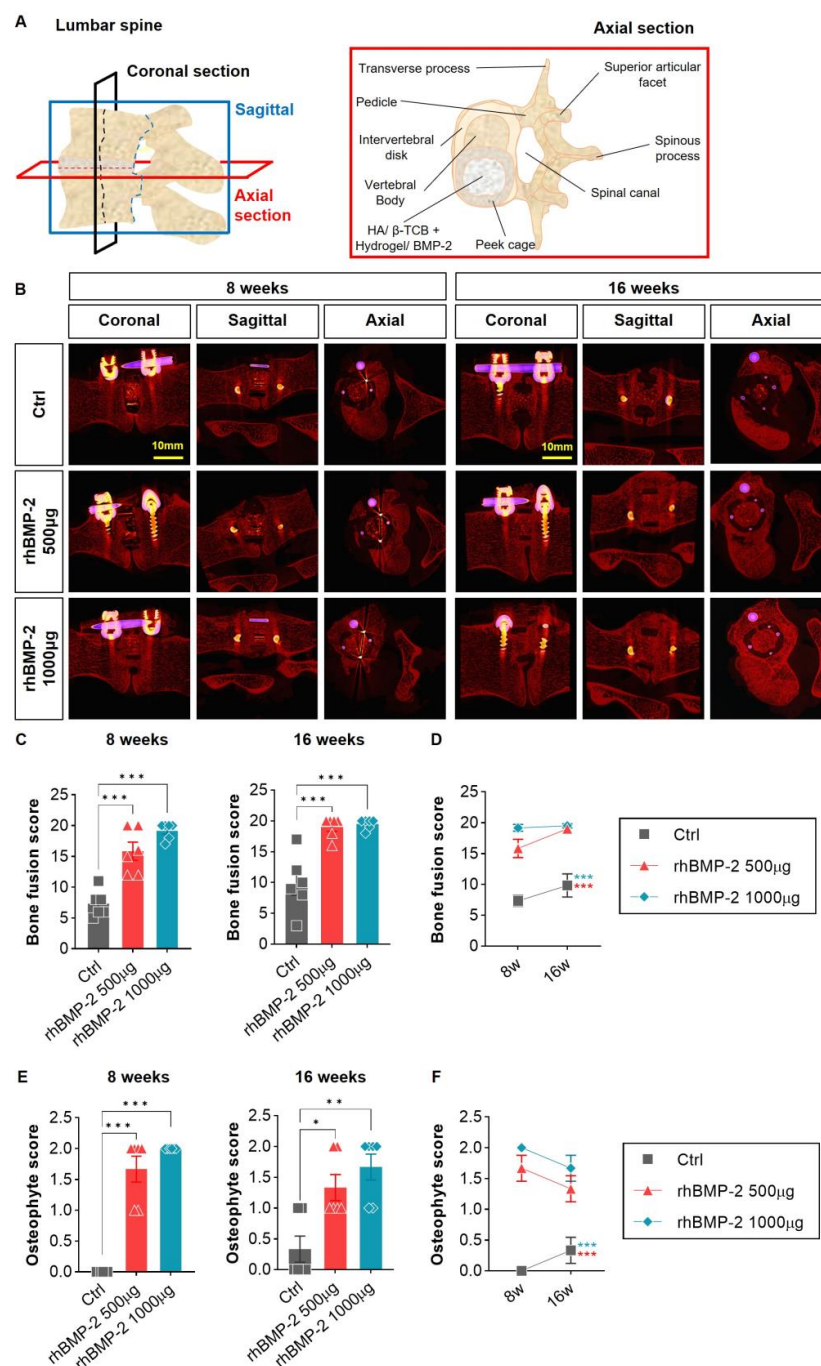 A
Lumbar spine
Coronal section
Sagittal
Axial
section
Axial section
Transverse process
Superior articular
facet
Pedicle
Intervertebral
disk
Spinous
process
Vertebral
Body
Spinal canal
HA/ β-TCB +
Hydrogel/ BMP-2
Peek cage
B
8 weeks
16 weeks
Coronal
Sagittal
Axial
Coronal
Sagittal
Axial
Ctrl
10mm
10mm
rhBMP-2
500µg
rhBMP-2
1000µg
C
8 weeks
16 weeks
D
Bone fusion score
25
20
15
10
5
0
***
***
Ctrl
rhBMP-2 500µg
rhBMP-2 1000µg
Bone fusion score
25
20
15
10
5
0
***
***
Ctrl
rhBMP-2 500µg
rhBMP-2 1000µg
Bone fusion score
25
20
15
10
5
0
***
***
8w
16w
Ctrl
rhBMP-2 500µg
rhBMP-2 1000µg
E
8 weeks
16 weeks
F
Osteophyte score
2.5
2.0
1.5
1.0
0.5
0.0
***
***
Ctrl
rhBMP-2 500µg
rhBMP-2 1000µg
Osteophyte score
2.5
2.0
1.5
1.0
0.5
0.0
**
*
Ctrl
rhBMP-2 500µg
rhBMP-2 1000µg
Osteophyte score
2.5
2.0
1.5
1.0
0.5
0.0
***
***
8w
16w
Ctrl
rhBMP-2 500µg
rhBMP-2 1000µg